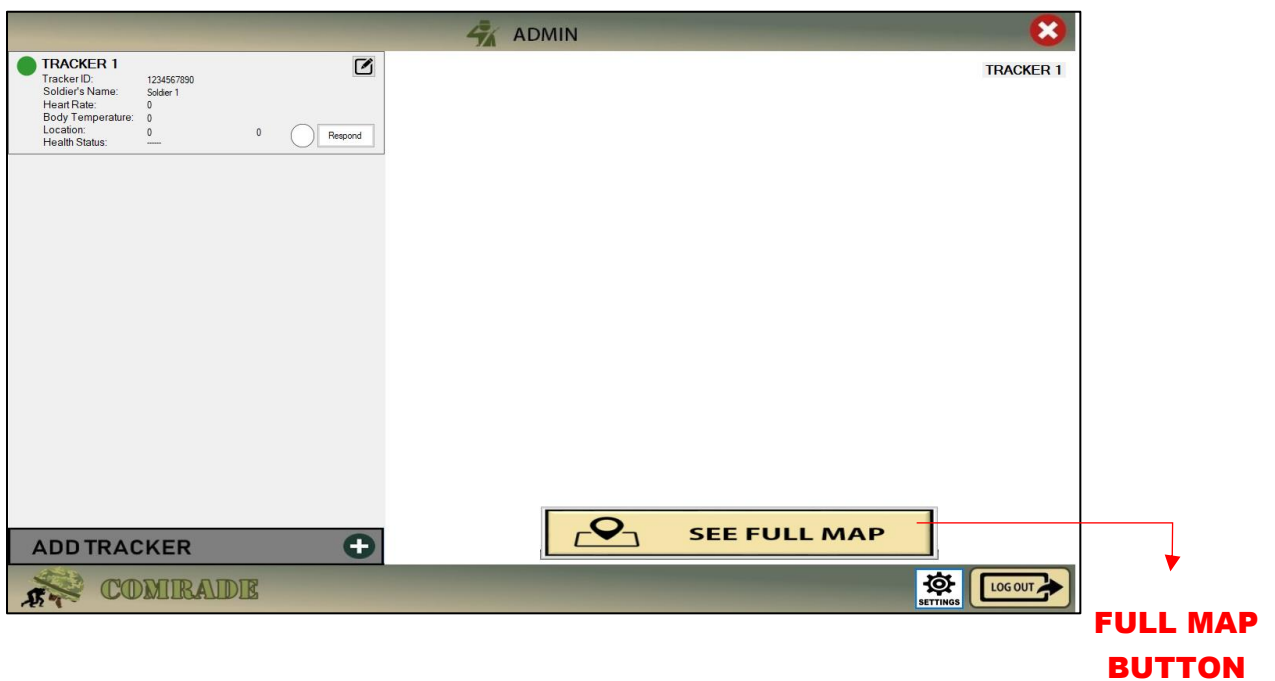 ADMIN
TRACKER 1
Tracker ID: 1234567890
Soldier's Name: Soldier 1
Heart Rate: 0
Body Temperature: 0
Location: 0 0
Health Status: -----
Respond
TRACKER 1
SEE FULL MAP
ADD TRACKER
COMRADE
SETTINGS
LOG OUT
FULL MAP
BUTTON